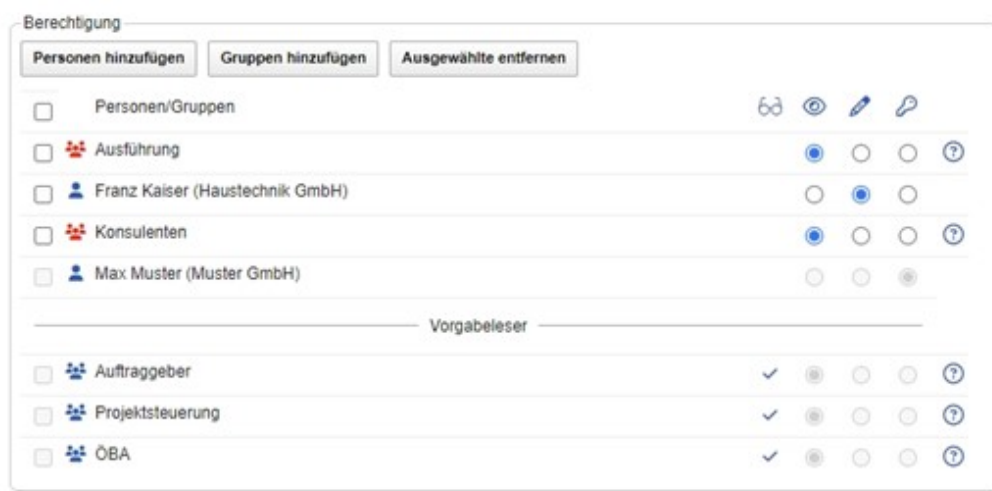 Berechtigung
Personen hinzufügen Gruppen hinzufügen Ausgewählte entfernen
Personen/Gruppen
Ausführung
Franz Kaiser (Haustechnik GmbH)
Konsulenten
Max Muster (Muster GmbH)
Vorgabeleser
Auftraggeber
Projektsteuerung
ÖBA